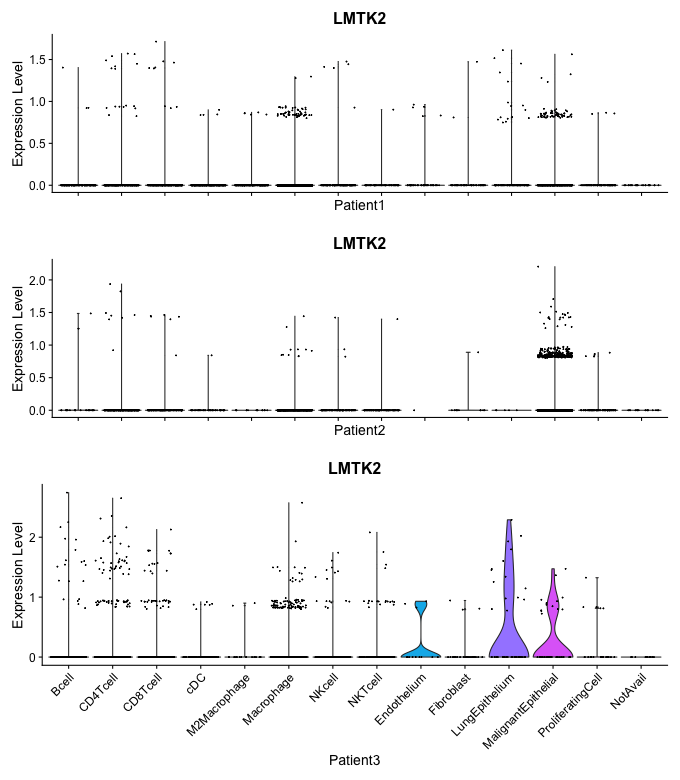 LMTK2
Expression Level
1.5
1.0
0.5
0.0
Patient1
LMTK2
Expression Level
2.0
1.5
1.0
0.5
0.0
Patient2
LMTK2
Expression Level
2
1
0
Bcell
CD4Tcell
CD8Tcell
cDC
M2Macrophage
Macrophage
NKcell
NKTcell
Endothelium
Fibroblast
LungEpithelium
MalignantEpithelial
ProliferatingCell
NotAvail
Patient3